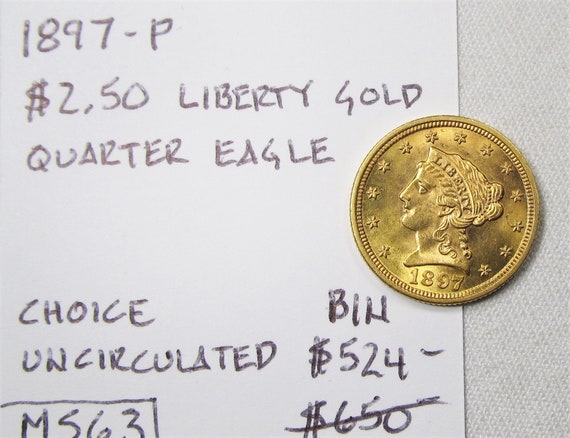 1897-P
$2.50 LIBERTY GOLD
QUARTER EAGLE
LIBERTY
1897
CHOICE BIN
UNCIRCULATED $524-
MS63 $650